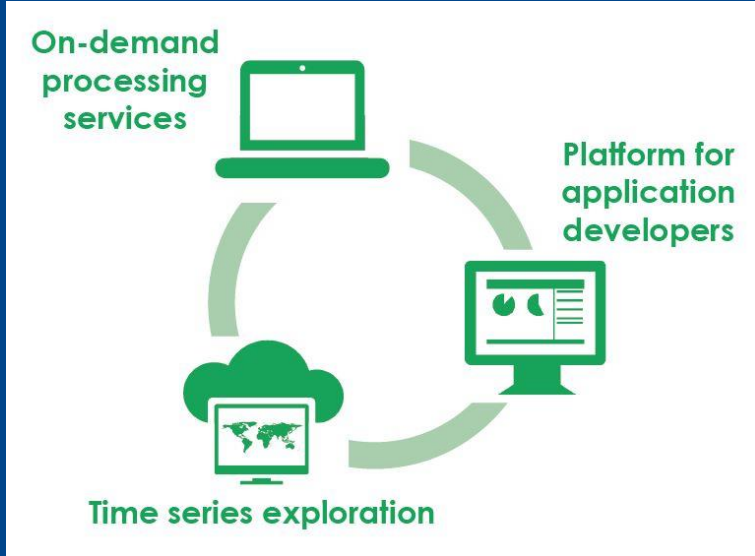 On-demand
processing
services
Platform for
application
developers
Time series exploration